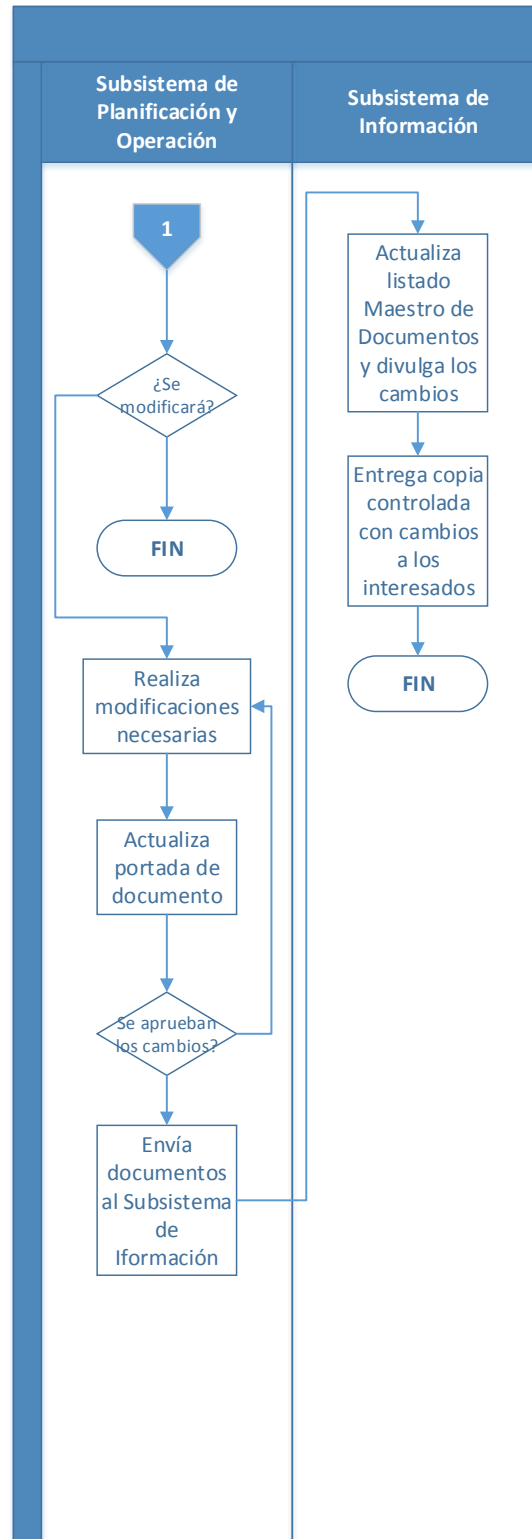 Subsistema de
Planificación y
Operación
Subsistema de
Información
1
¿Se
modificará?
FIN
Realiza
modificaciones
necesarias
Actualiza
portada de
documento
Se aprueban
los cambios?
Envía
documentos
al Subsistema
de
Iformación
Actualiza
listado
Maestro de
Documentos
y divulga los
cambios
Entrega copia
controlada
con cambios
a los
interesados
FIN